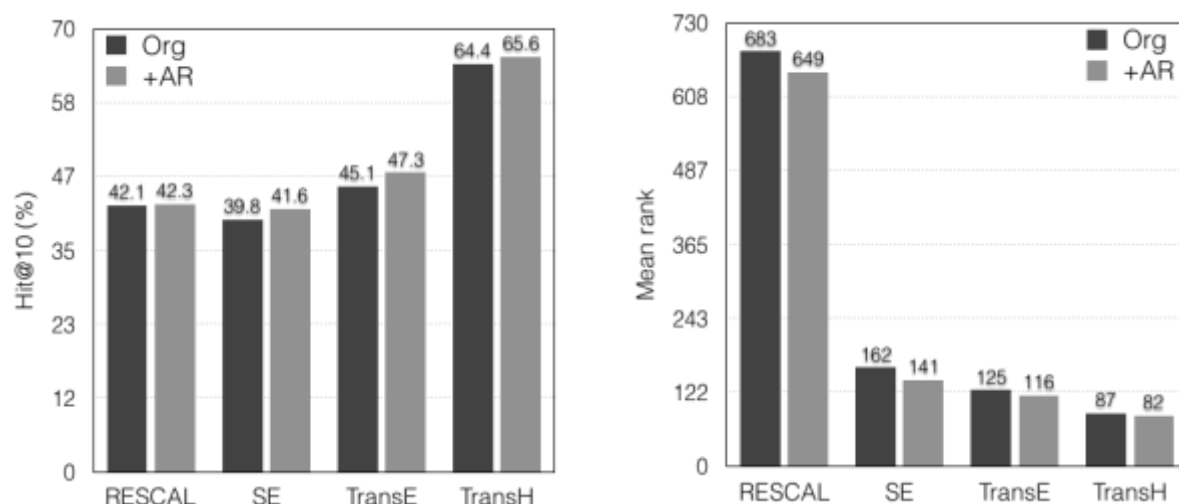 70
Org
+AR
64.4 65.6
58
47
42.1 42.3
39.8 41.6
45.1 47.3
35
23
12
0
Hit@10 (%)
RESCAL SE TransE TransH
730
683
649
Org
+AR
608
487
365
243
162 141
125 116
122
87 82
0
Mean rank
RESCAL SE TransE TransH